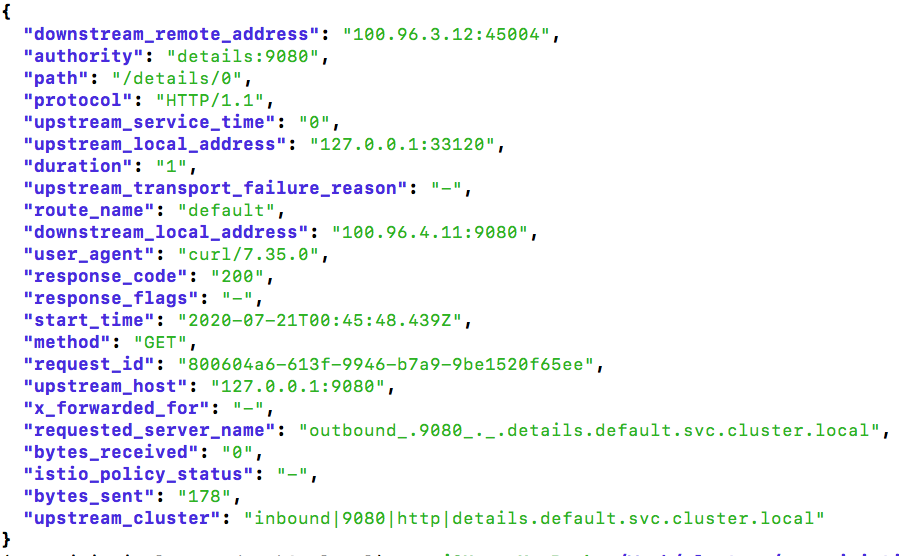 {
"downstream_remote_address": "100.96.3.12:45004",
"authority": "details:9080",
"path": "/details/0",
"protocol": "HTTP/1.1",
"upstream_service_time": "0",
"upstream_local_address": "127.0.0.1:33120",
"duration": "1",
"upstream_transport_failure_reason": "-",
"route_name": "default",
"downstream_local_address": "100.96.4.11:9080",
"user_agent": "curl/7.35.0",
"response_code": "200",
"response_flags": "-",
"start_time": "2020-07-21T00:45:48.439Z",
"method": "GET",
"request_id": "800604a6-613f-9946-b7a9-9be1520f65ee",
"upstream_host": "127.0.0.1:9080",
"x_forwarded_for": "-",
"requested_server_name": "outbound_.9080_._.details.default.svc.cluster.local",
"bytes_received": "0",
"istio_policy_status": "-",
"bytes_sent": "178",
"upstream_cluster": "inbound|9080|http|details.default.svc.cluster.local"
}